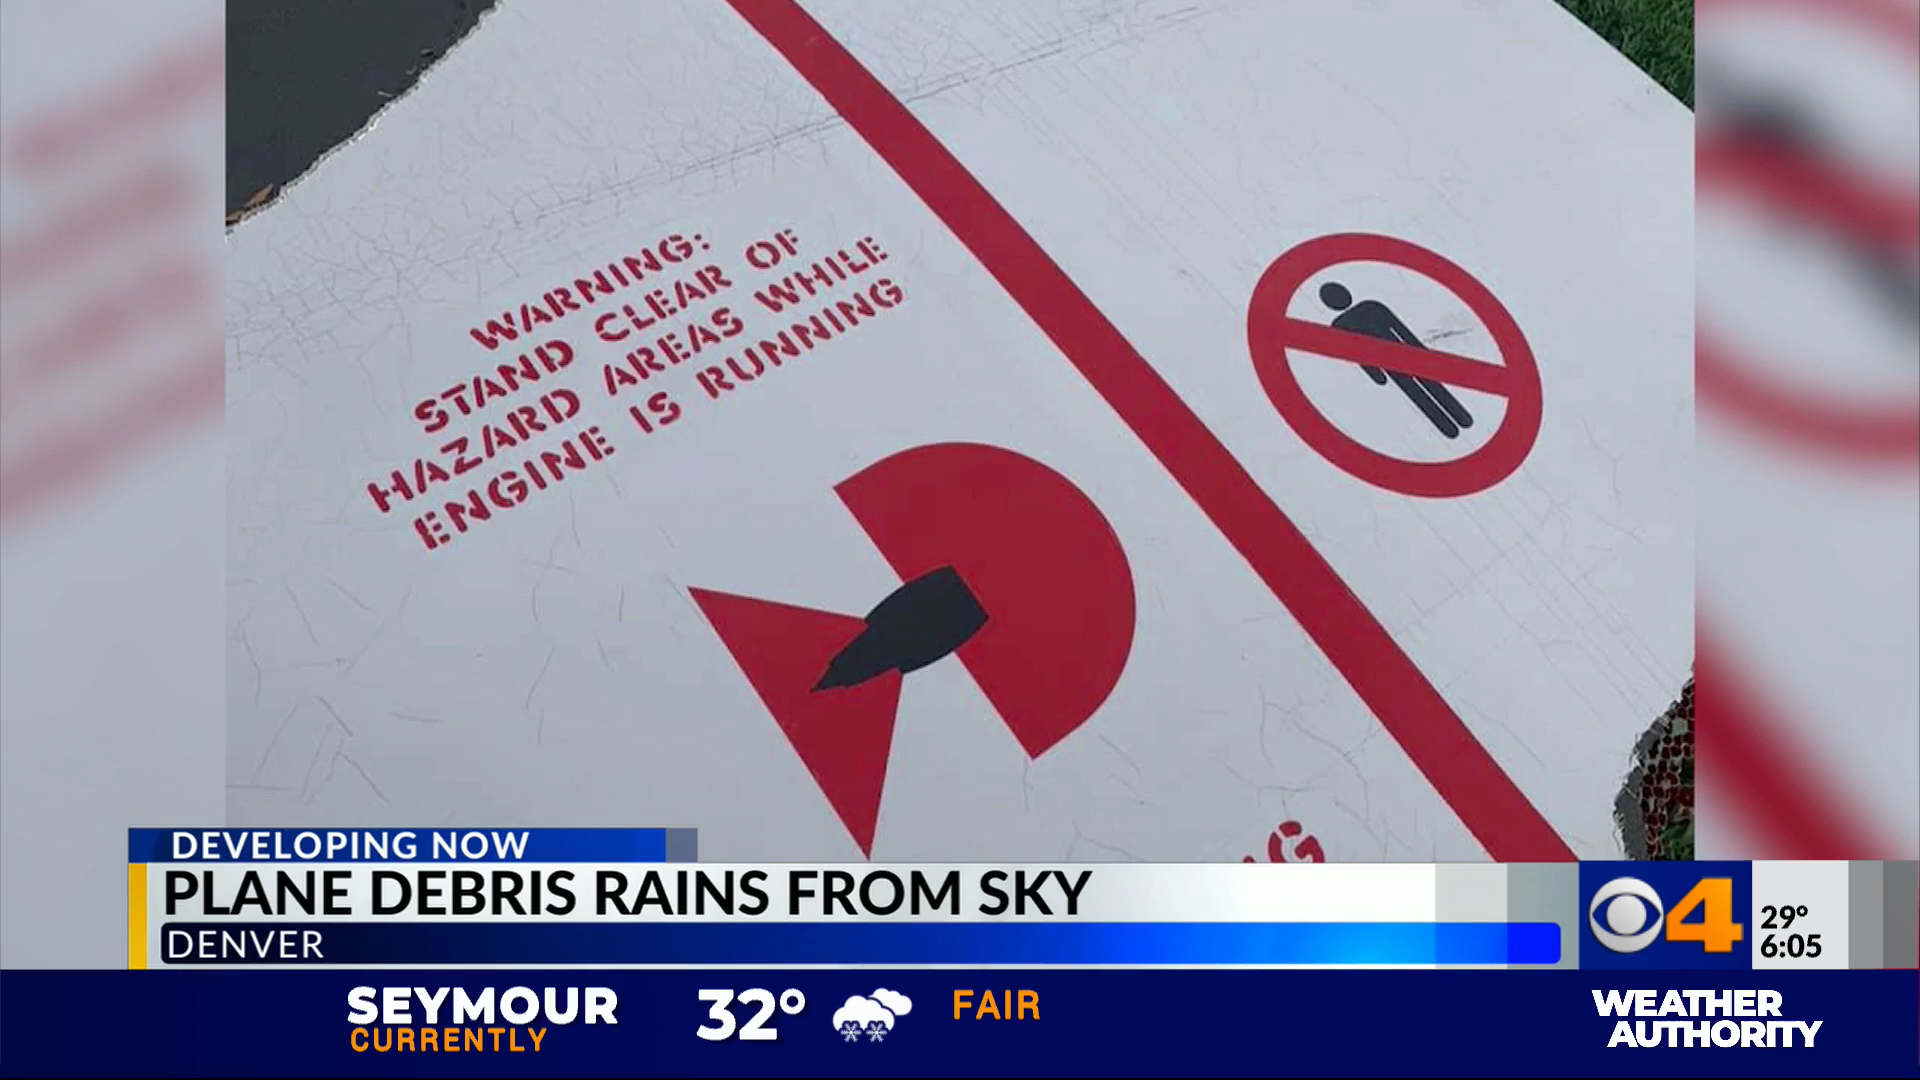 WARNING:
STAND CLEAR OF
HAZARD AREAS WHILE
ENGINE IS RUNNING
DEVELOPING NOW
PLANE DEBRIS RAINS FROM SKY
DENVER
4
29°
6:05
SEYMOUR
CURRENTLY
32°
FAIR
WEATHER
AUTHORITY